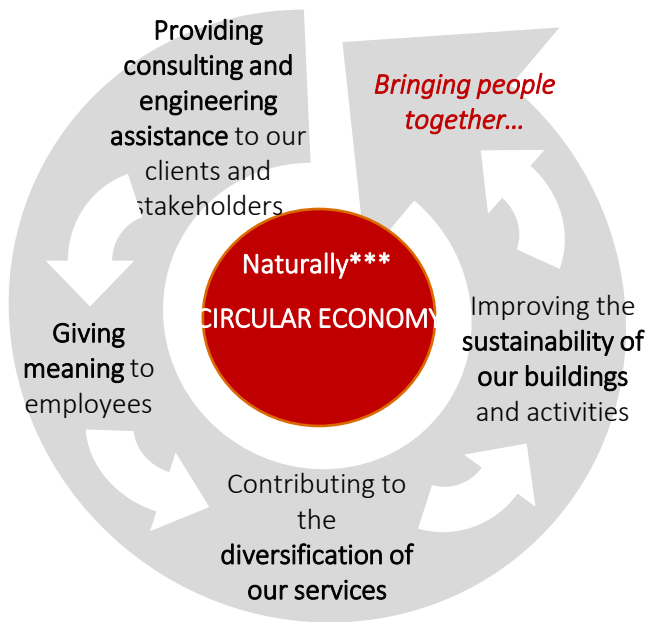 Providing
consulting and
engineering
assistance to our
clients and
stakeholders
Bringing people
together...
Naturally***
CIRCULAR ECONOMY
Giving
meaning to
employees
Improving the
sustainability of
our buildings
and activities
Contributing to
the
diversification of
our services